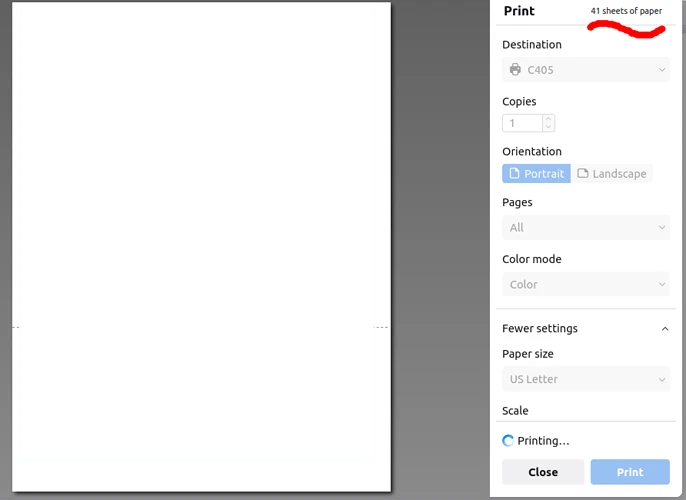 Print 41 sheets of paper
Destination
C405
Copies
1
Orientation
Portrait Landscape
Pages
All
Color mode
Color
Fewer settings
Paper size
US Letter
Scale
Printing…
Close Print